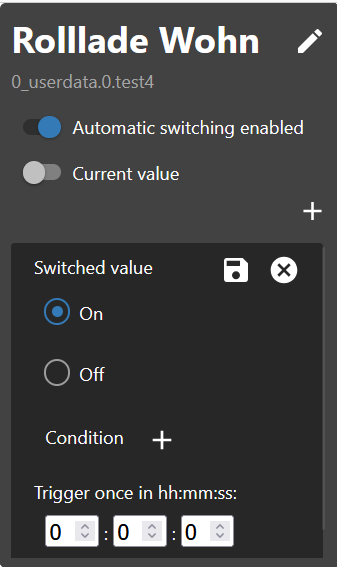 Rolllade Wohn
0_userdata.0.test4
Automatic switching enabled
Current value
Switched value
On
Off
Condition
Trigger once in hh:mm:ss:
0 : 0 : 0